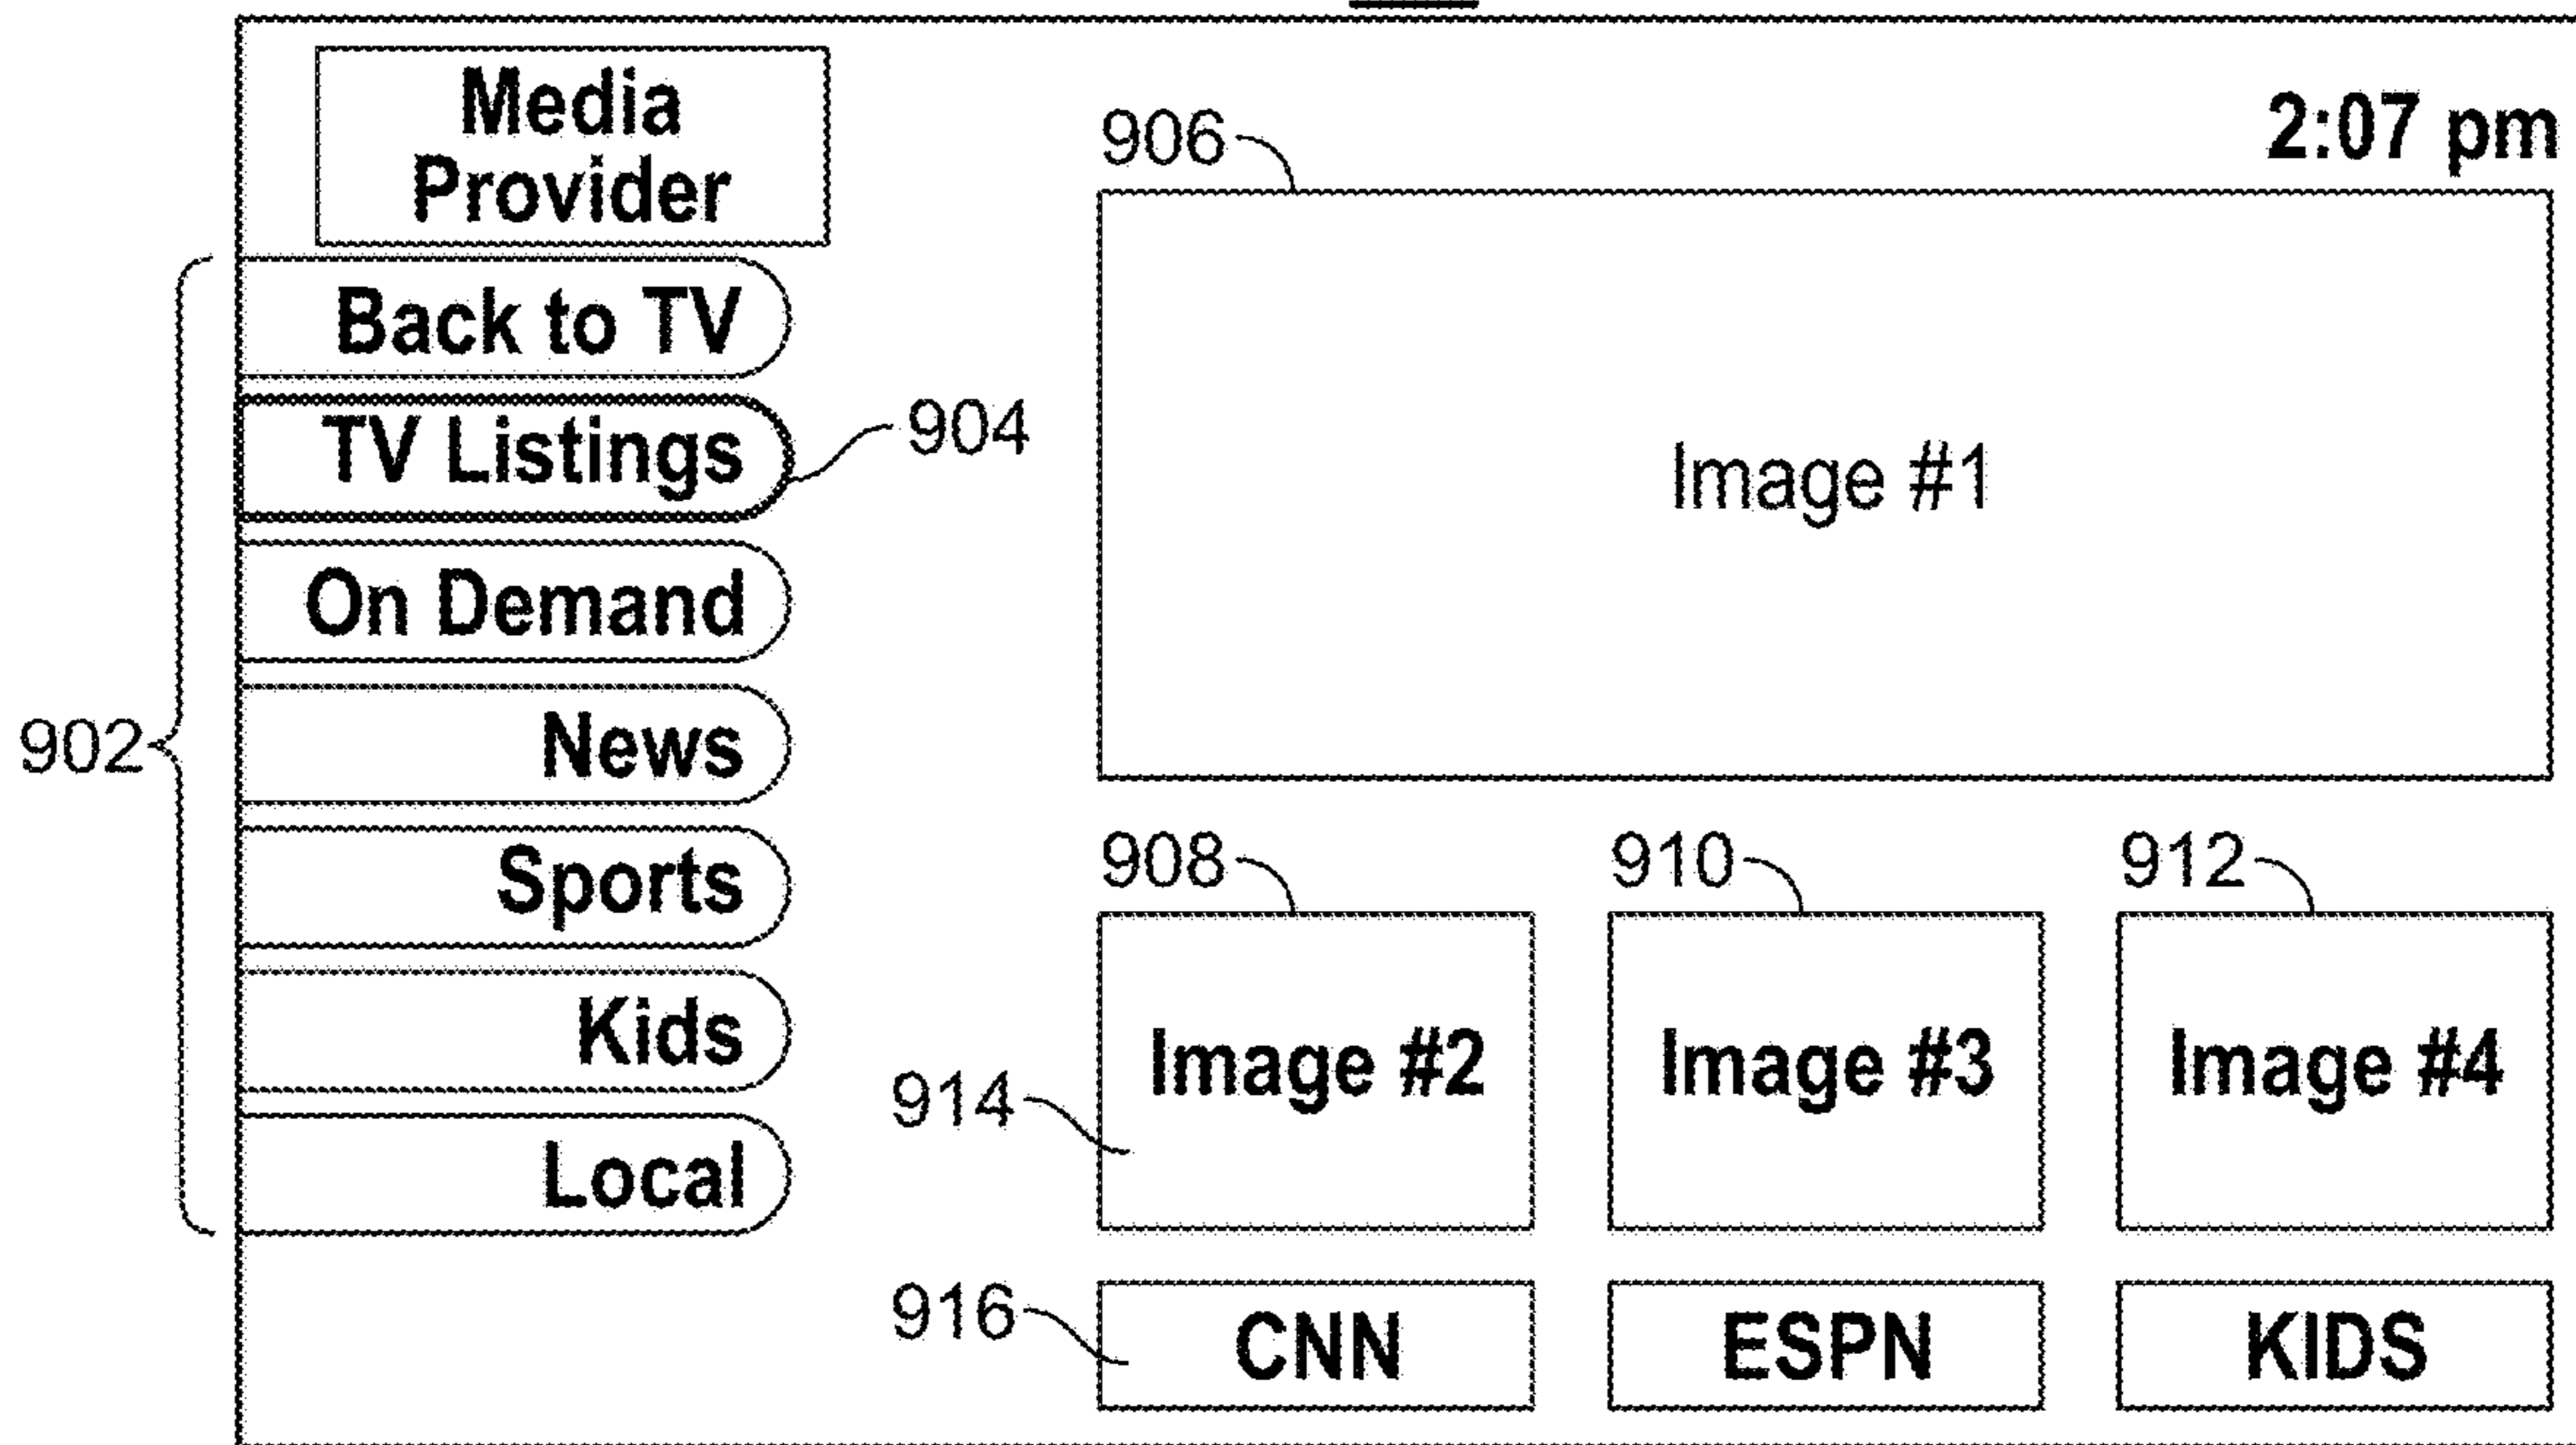 Media
Provider
2:07 pm
906
Back to TV
TV Listings
904
Image #1
On Demand
News
902
Sports
908
910
912
Kids
Image #2
Image #3
Image #4
914
Local
916
CNN
ESPN
KIDS